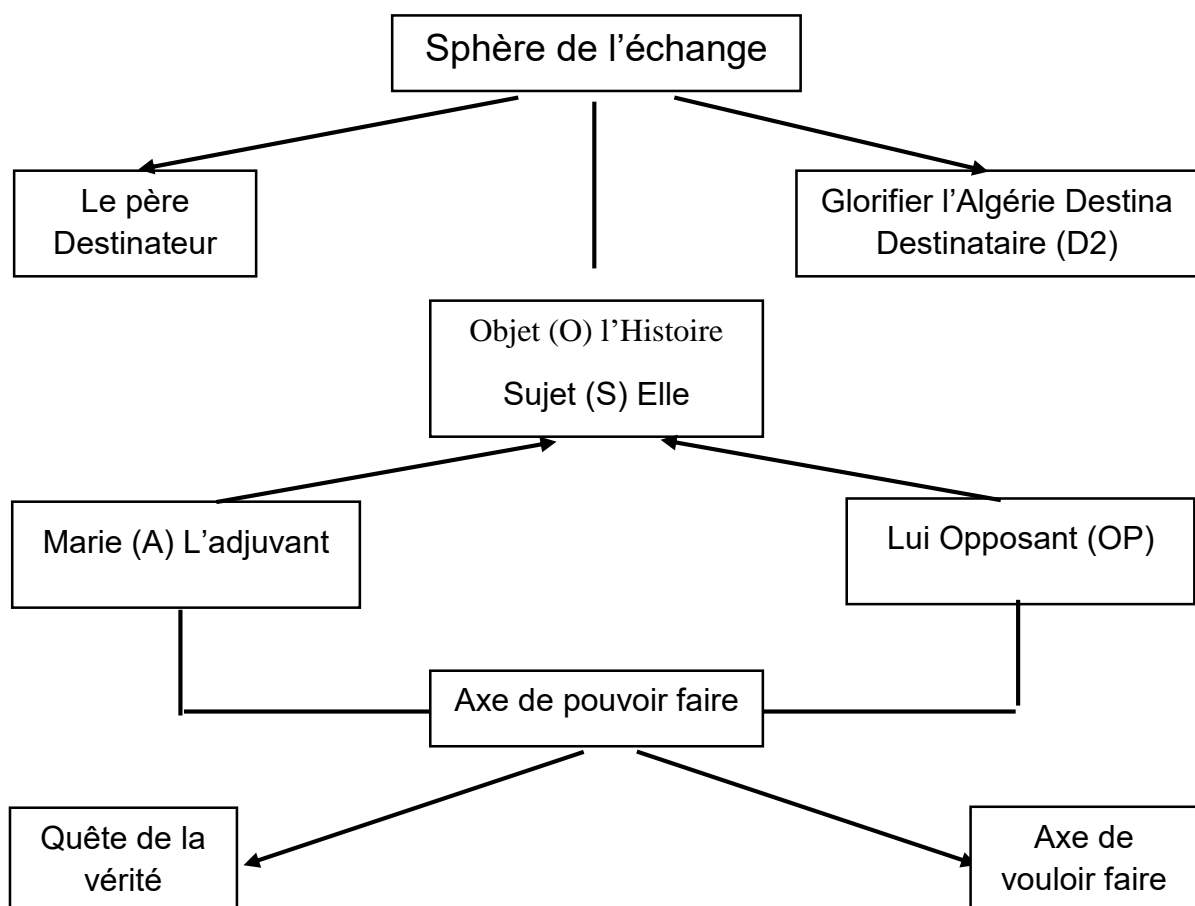 Sphère de l’échange
Le père
Destinateur
Glorifier l’Algérie Destina
Destinataire (D2)
Objet (O) l’Histoire
Sujet (S) Elle
Marie (A) L’adjuvant
Lui Opposant (OP)
Axe de pouvoir faire
Quête de la
vérité
Axe de
vouloir faire